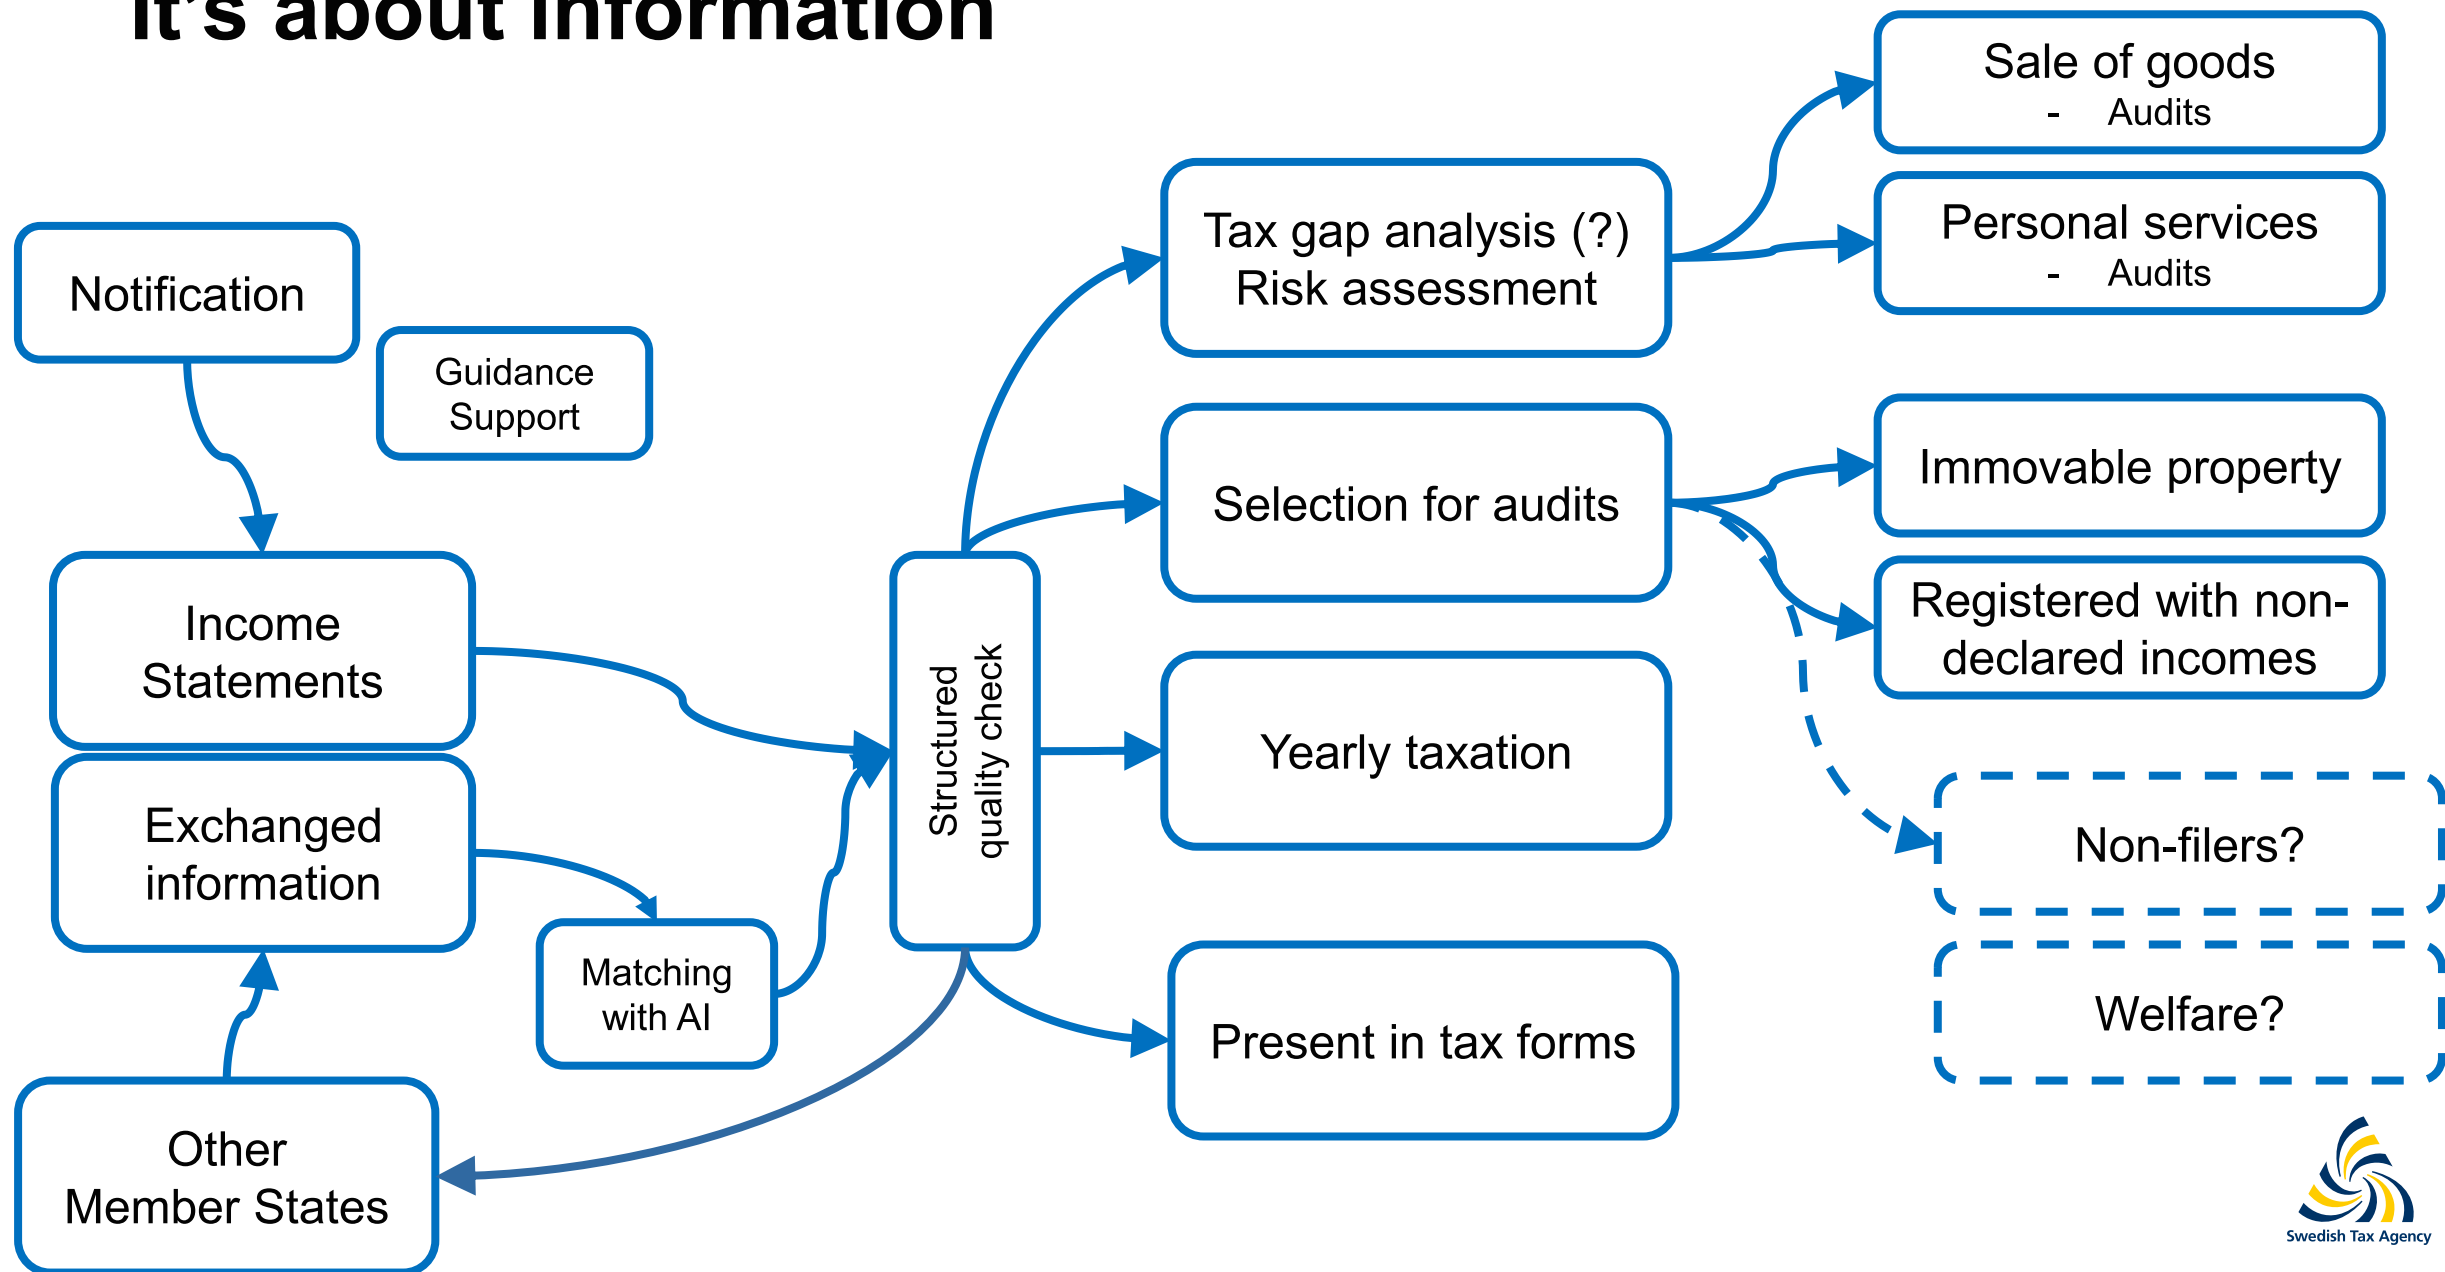 It's about information
Notification
Guidance
Support
Income
Statements
Exchanged
information
Other
Member States
Matching
with AI
Structured
quality check
Tax gap analysis (?)
Risk assessment
Selection for audits
Yearly taxation
Present in tax forms
Sale of goods
- Audits
Personal services
- Audits
Immovable property
Registered with non-
declared incomes
Non-filers?
Welfare?
Swedish Tax Agency